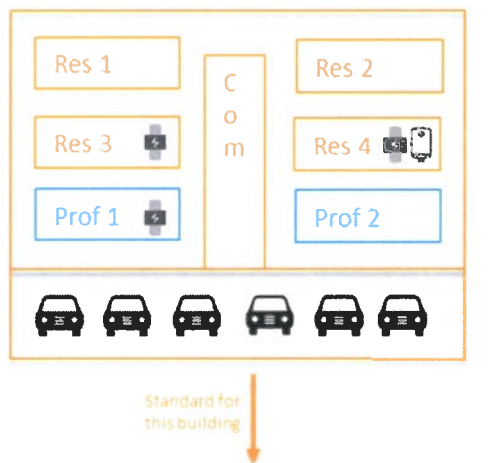 Res 1
Res 2
C
o
m
Res 3
Res 4
Prof 1
Prof 2
Standard for
this building